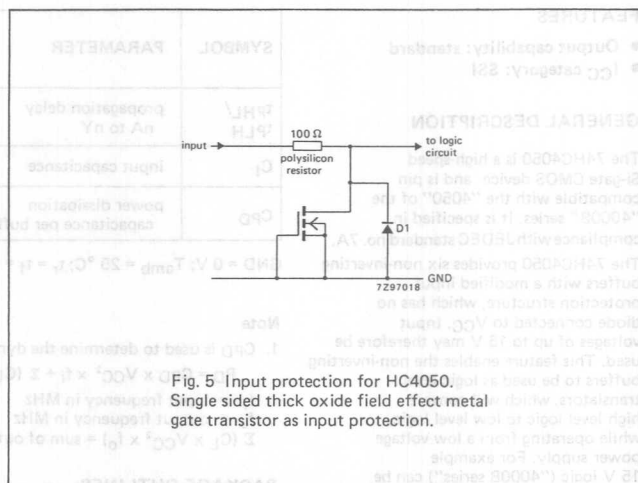 FEATURES
• Output capability: standard
• ICC category: SSI
GENERAL DESCRIPTION
The 74HC4050 is a high-speed
Si-gate CMOS device and is pin
compatible with the "4050" of the
"4000B" series. It is specified in
compliance with JEDEC standard no. 7A.
The 74HC4050 provides six non-inverting
buffers with a modified input
protection structure, which has no
diode connected to VCC. Input
voltages of up to 15 V may therefore be
used. This feature enables the non-inverting
buffers to be used as logic
translators, which
high level logic to low level logic
while operating from a low voltage
power supply. For example
15 V logic ("4000B series") can be
SYMBOL
PARAMETER
tPHL/
tPLH
propagation delay
nA to nY
CI
input capacitance
CPD
power dissipation
capacitance per buff
GND = 0 V; Tamb = 25 °C; tr = tf =
Note
1. CPD is used to determine the dyn
PD = CPD x VCC² x fi + Σ (CL
frequency in MHz
output frequency in MHz
Σ (CL x VCC² x fo) = sum of out
PACKAGE OUTLINES
input
100 Ω
polysilicon
resistor
to logic
circuit
D1
GND
7Z97018
Fig. 5 Input protection for HC4050.
Single sided thick oxide field effect metal
gate transistor as input protection.